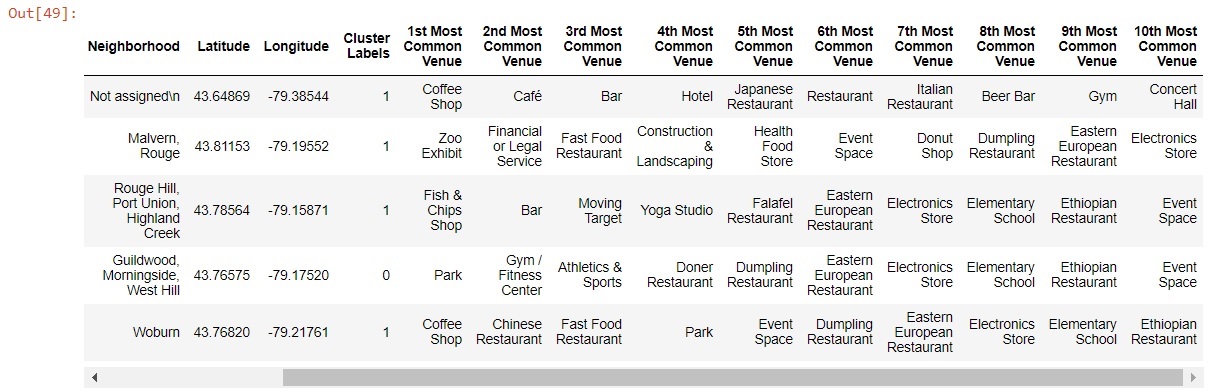 Out[49]:
Neighborhood Latitude Longitude Cluster Labels 1st Most Common Venue 2nd Most Common Venue 3rd Most Common Venue 4th Most Common Venue 5th Most Common Venue 6th Most Common Venue 7th Most Common Venue 8th Most Common Venue 9th Most Common Venue 10th Most Common Venue
Not assigned\n 43.64869 -79.38544 1 Coffee Shop Café Bar Hotel Japanese Restaurant Restaurant Italian Restaurant Beer Bar Gym Concert Hall
Malvern, Rouge 43.81153 -79.19552 1 Zoo Exhibit Financial or Legal Service Fast Food Restaurant Construction & Landscaping Health Food Store Event Space Donut Shop Dumpling Restaurant Eastern European Restaurant Electronics Store
Rouge Hill, Port Union, Highland Creek 43.78564 -79.15871 1 Fish & Chips Shop Bar Moving Target Yoga Studio Falafel Restaurant Eastern European Restaurant Electronics Store Elementary School Ethiopian Restaurant Event Space
Guildwood, Morningside, West Hill 43.76575 -79.17520 0 Park Gym / Fitness Center Athletics & Sports Doner Restaurant Dumpling Restaurant Eastern European Restaurant Electronics Store Elementary School Ethiopian Restaurant Event Space
Woburn 43.76820 -79.21761 1 Coffee Shop Chinese Restaurant Fast Food Restaurant Park Event Space Dumpling Restaurant Eastern European Restaurant Electronics Store Elementary School Ethiopian Restaurant